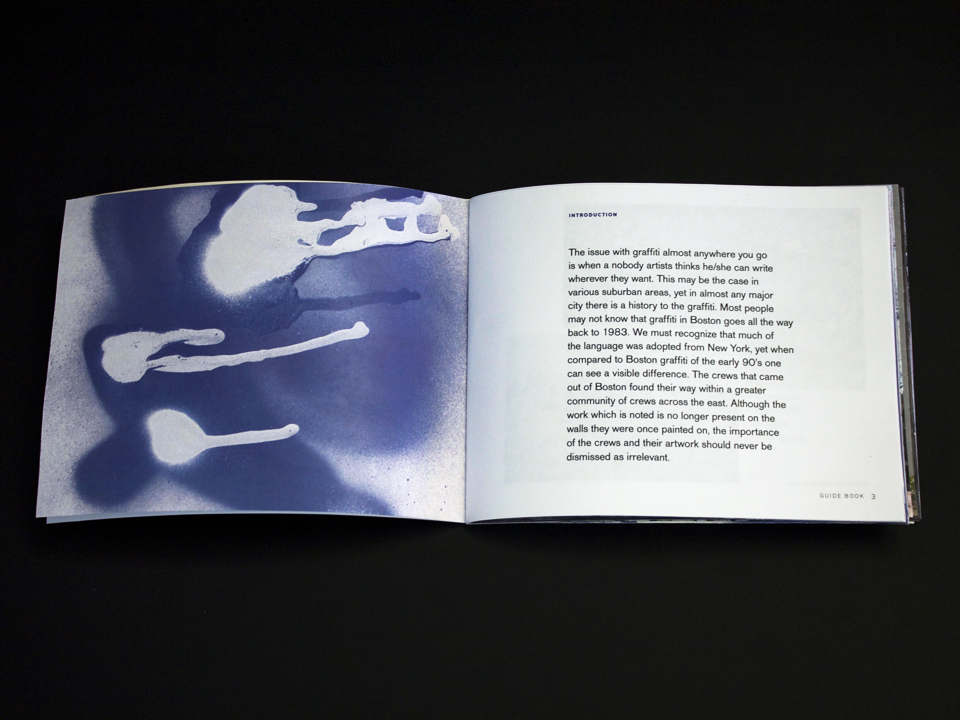 INTRODUCTION
The issue with graffiti almost anywhere you go
is when a nobody artists thinks he/she can write
wherever they want. This may be the case in
various suburban areas, yet in almost any major
city there is a history to the graffiti. Most people
may not know that graffiti in Boston goes all the way
back to 1983. We must recognize that much of
the language was adopted from New York, yet when
compared to Boston graffiti of the early 90's one
can see a visible difference. The crews that came
out of Boston found their way within a greater
community of crews across the east. Although the
work which is noted is no longer present on the
walls they were once painted on, the importance
of the crews and their artwork should never be
dismissed as irrelevant.
GUIDE BOOK 3